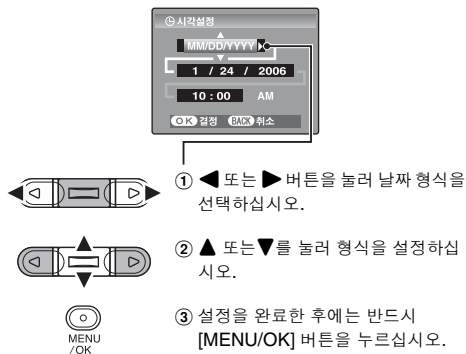 시각설정
MM/DD/YYYY
1 / 24 / 2006
10 : 00 AM
OK 결정 BACK 취소
① ◀ 또는 ▶ 버튼을 눌러 날짜 형식을
선택하십시오.
② ▲ 또는▼를 눌러 형식을 설정하십
시오.
③ 설정을 완료한 후에는 반드시
[MENU/OK] 버튼을 누르십시오.
MENU
/OK